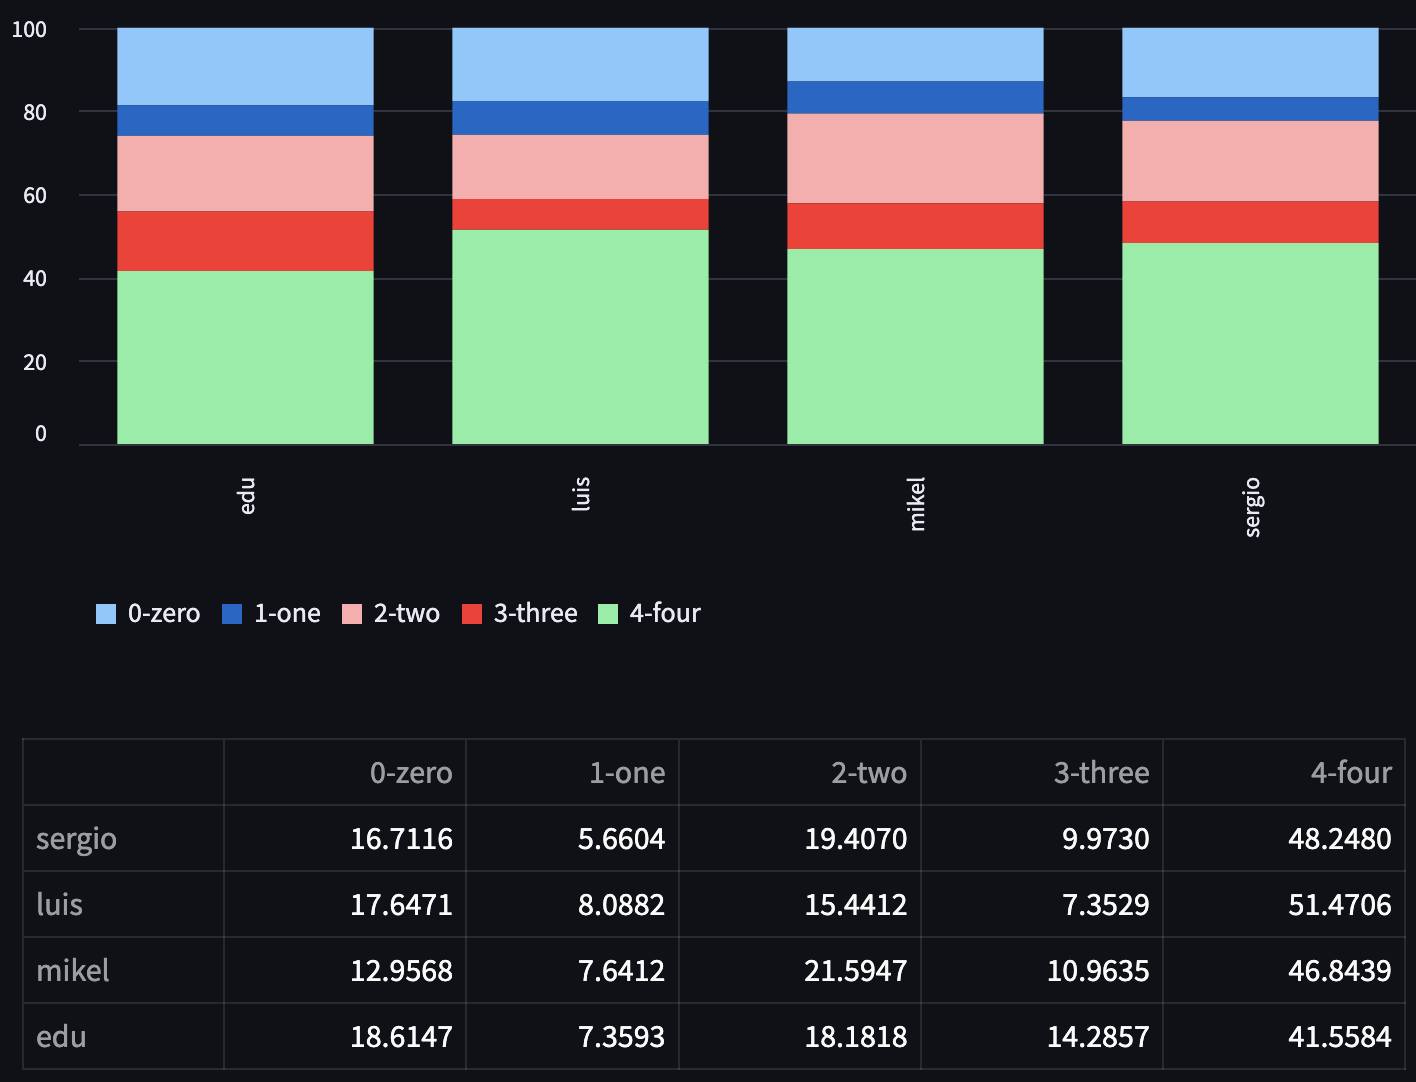 100
80
60
40
20
0
edu luis mikel sergio
0-zero 1-one 2-two 3-three 4-four
0-zero 1-one 2-two 3-three 4-four
sergio 16.7116 5.6604 19.4070 9.9730 48.2480
luis 17.6471 8.0882 15.4412 7.3529 51.4706
mikel 12.9568 7.6412 21.5947 10.9635 46.8439
edu 18.6147 7.3593 18.1818 14.2857 41.5584